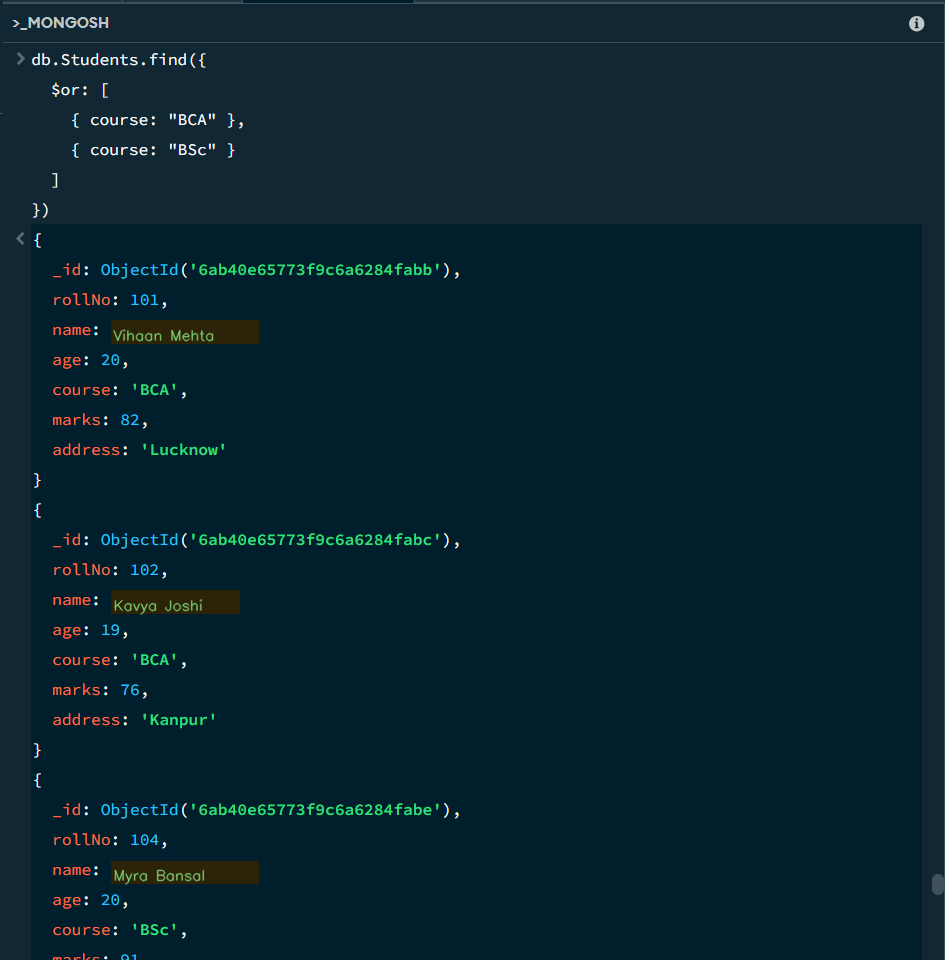 >_MONGOSH
db.Students.find({
$or: [
{ course: "BCA" },
{ course: "BSc" }
]
})
{
_id: ObjectId('6ab40e65773f9c6a6284fabb'),
rollNo: 101,
name: Vihaan Mehta
age: 20,
course: 'BCA',
marks: 82,
address: 'Lucknow'
}
{
_id: ObjectId('6ab40e65773f9c6a6284fabc'),
rollNo: 102,
name: Kavya Joshi
age: 19,
course: 'BCA',
marks: 76,
address: 'Kanpur'
}
{
_id: ObjectId('6ab40e65773f9c6a6284fabe'),
rollNo: 104,
name: Myra Bansal
age: 20,
course: 'BSc',
marks: 91